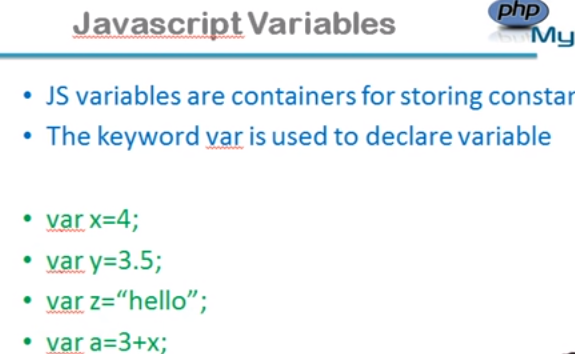 Javascript Variables
php
My
• JS variables are containers for storing constan
• The keyword var is used to declare variable
• var x=4;
• var y=3.5;
• var z=“hello”;
• var a=3+x;